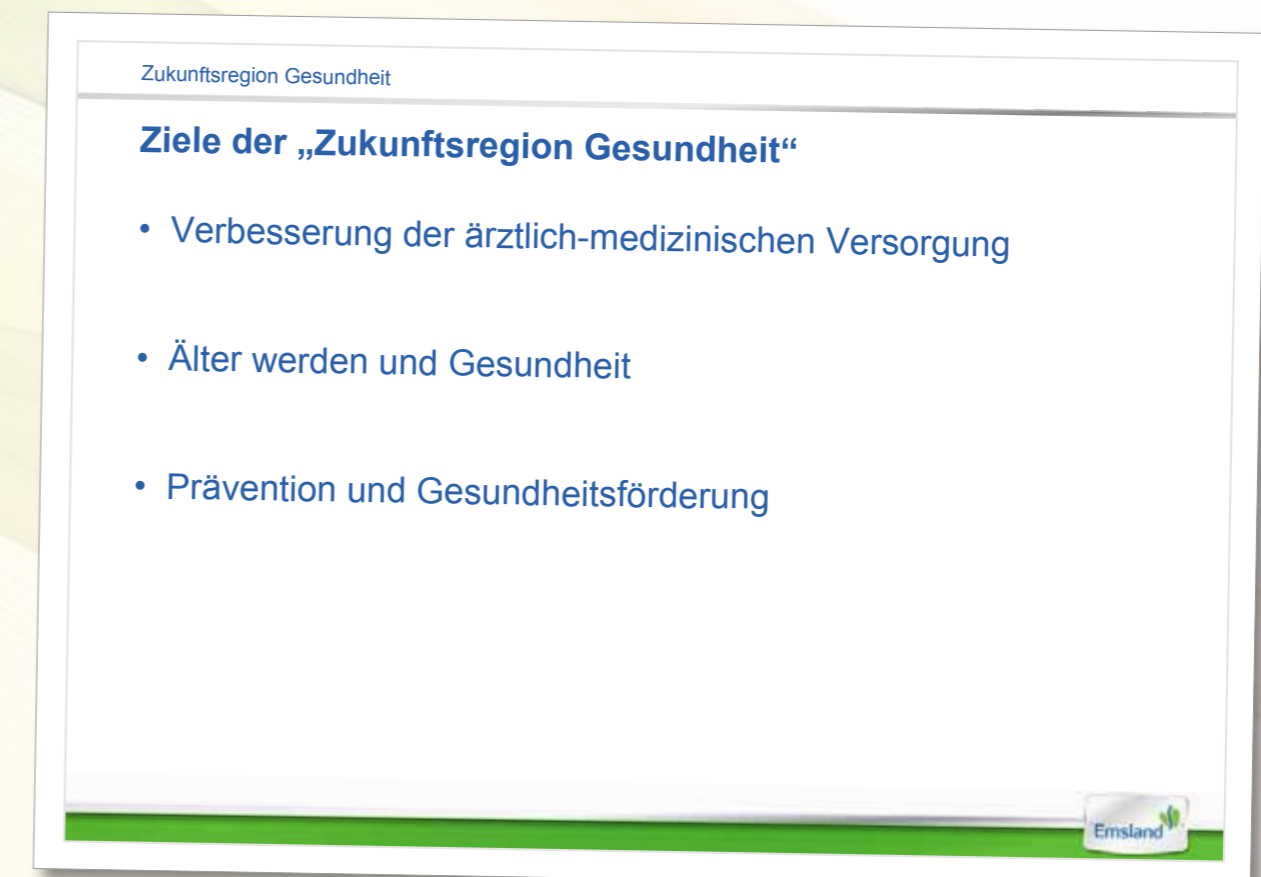 Zukunftsregion Gesundheit
Ziele der „Zukunftsregion Gesundheit“
• Verbesserung der ärztlich-medizinischen Versorgung
• Älter werden und Gesundheit
• Prävention und Gesundheitsförderung
Emsland